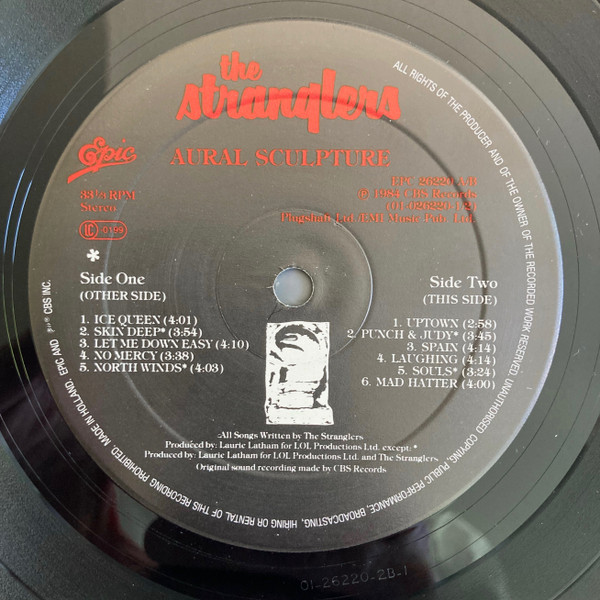 the
stranglers
Epic
AURAL SCULPTURE
33⅓ RPM
Stereo
LC 0199
EPC 26220 A/B
℗ 1984 CBS Records
(01-026220-1-2)
Plugshaft Ltd./EMI Music Pub. Ltd.
*
Side One
(OTHER SIDE)
1. ICE QUEEN (4:01)
2. SKIN DEEP* (3:54)
3. LET ME DOWN EASY (4:10)
4. NO MERCY (3:38)
5. NORTH WINDS* (4:03)
Side Two
(THIS SIDE)
1. UPTOWN (2:58)
2. PUNCH & JUDY* (3:45)
3. SPAIN (4:14)
4. LAUGHING (4:14)
5. SOULS* (3:24)
6. MAD HATTER (4:00)
All Songs Written by The Stranglers
Produced by: Laurie Latham for LOL Productions Ltd. except: *
Produced by: Laurie Latham for LOL Productions Ltd. and The Stranglers
Original sound recording made by CBS Records
ALL RIGHTS OF THE PRODUCER AND OF THE OWNER OF THE RECORDED WORK RESERVED. UNAUTHORISED COPYING, PUBLIC PERFORMANCE, BROADCASTING, HIRING OR RENTAL OF THIS RECORDING PROHIBITED. MADE IN HOLLAND. EPIC AND CBS INC.
01-26220-2B-1